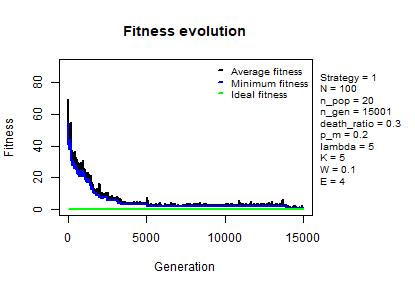 Fitness evolution
Average fitness
Minimum fitness
Ideal fitness
Strategy = 1
N = 100
n_pop = 20
n_gen = 15001
death_ratio = 0.3
p_m = 0.2
lambda = 5
K = 5
W = 0.1
E = 4
Fitness
80
60
40
20
0
0 5000 10000 15000
Generation